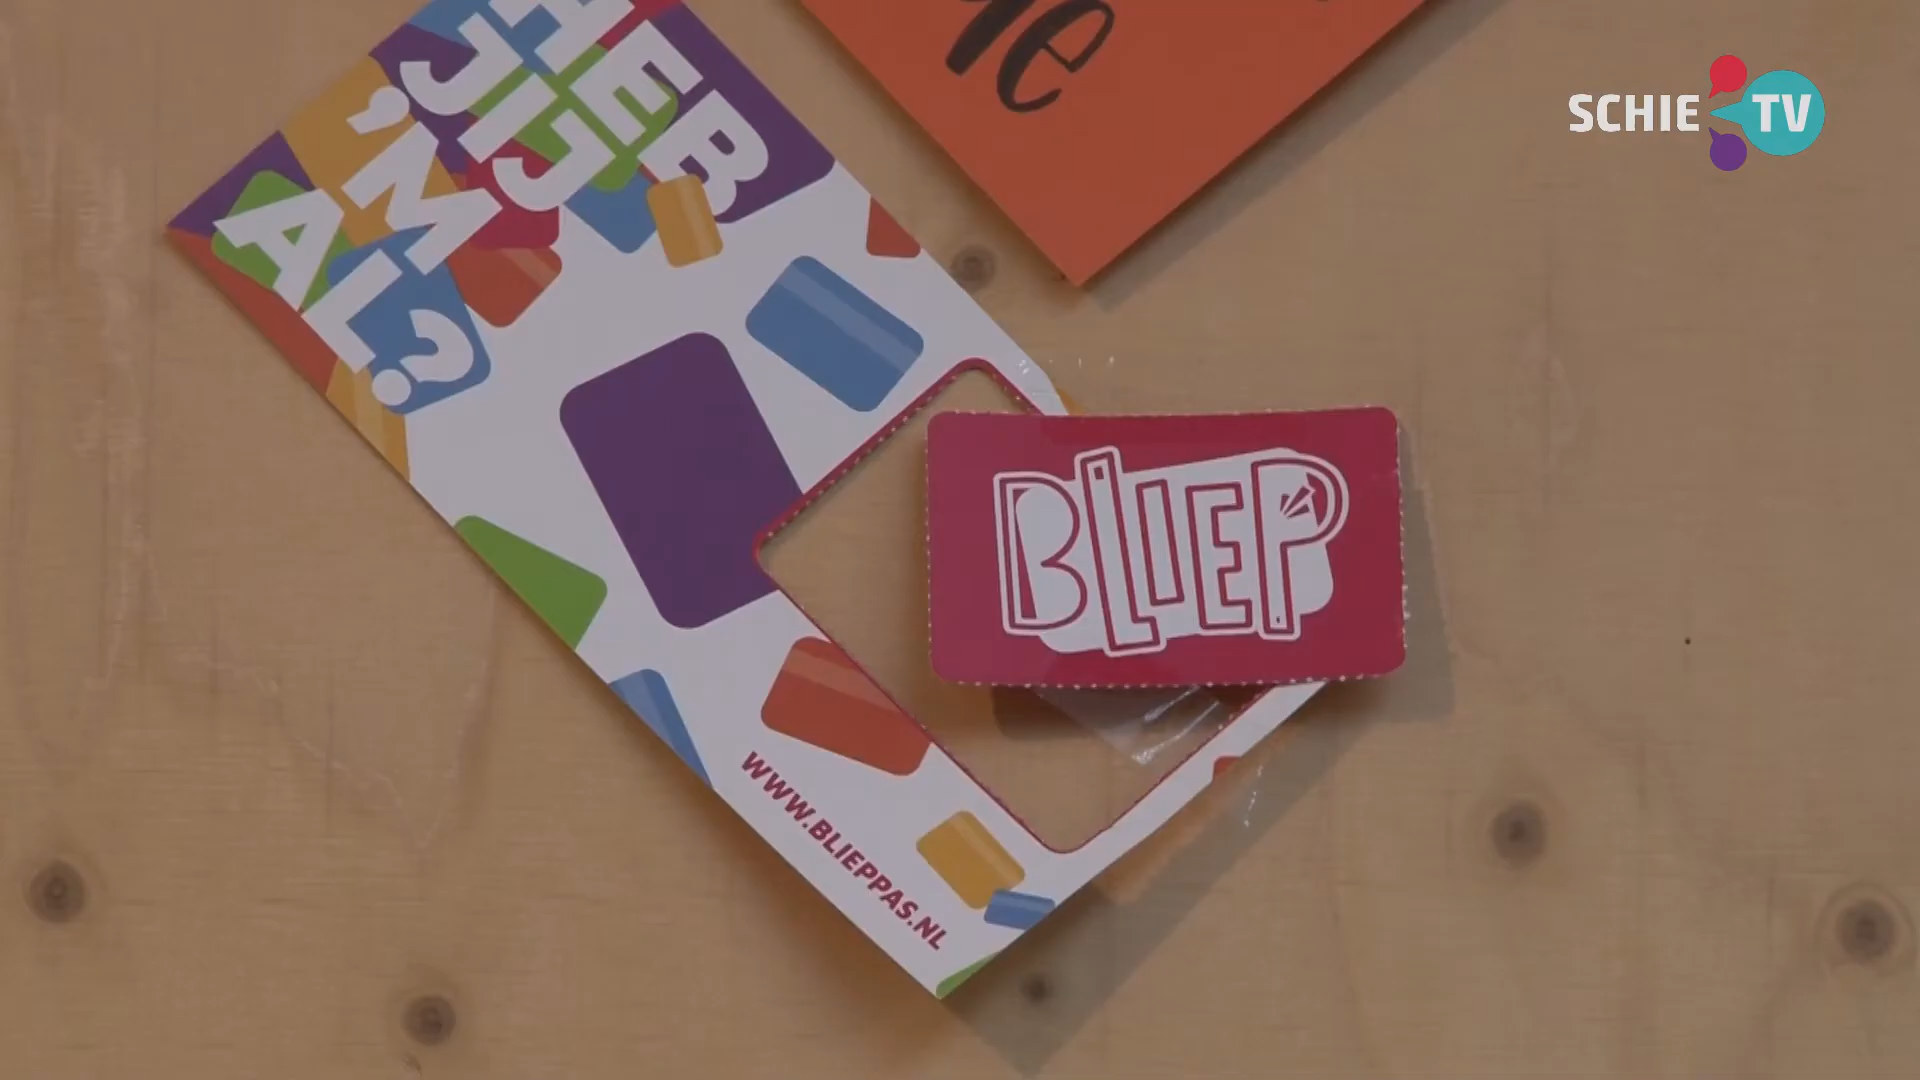 HEB
JIJ
'M
AL?
BLIEP
WWW.BLIEPPAS.NL
SCHIE TV